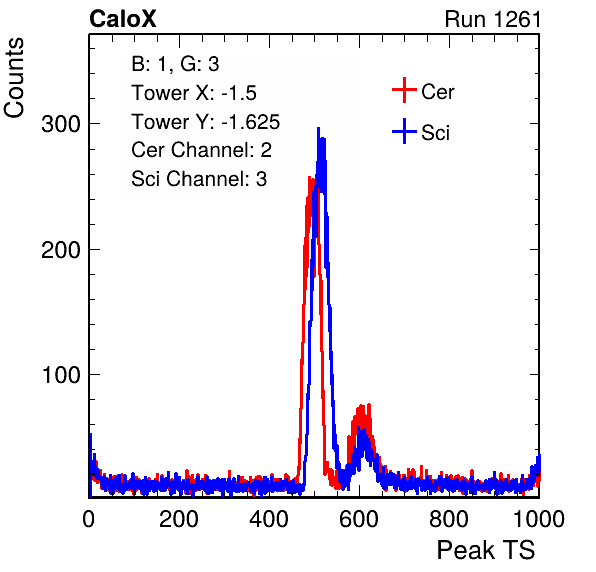 CaloX Run 1261
Counts
B: 1, G: 3
Tower X: -1.5
Tower Y: -1.625
Cer Channel: 2
Sci Channel: 3
Cer
Sci
300
200
100
0 200 400 600 800 1000
Peak TS